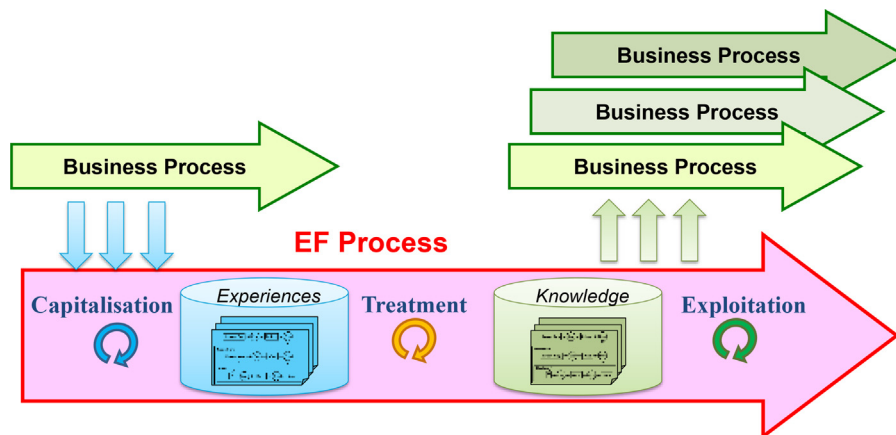 Business Process
Business Process
Business Process
Business Process
EF Process
Capitalisation
Experiences
Treatment
Knowledge
Exploitation